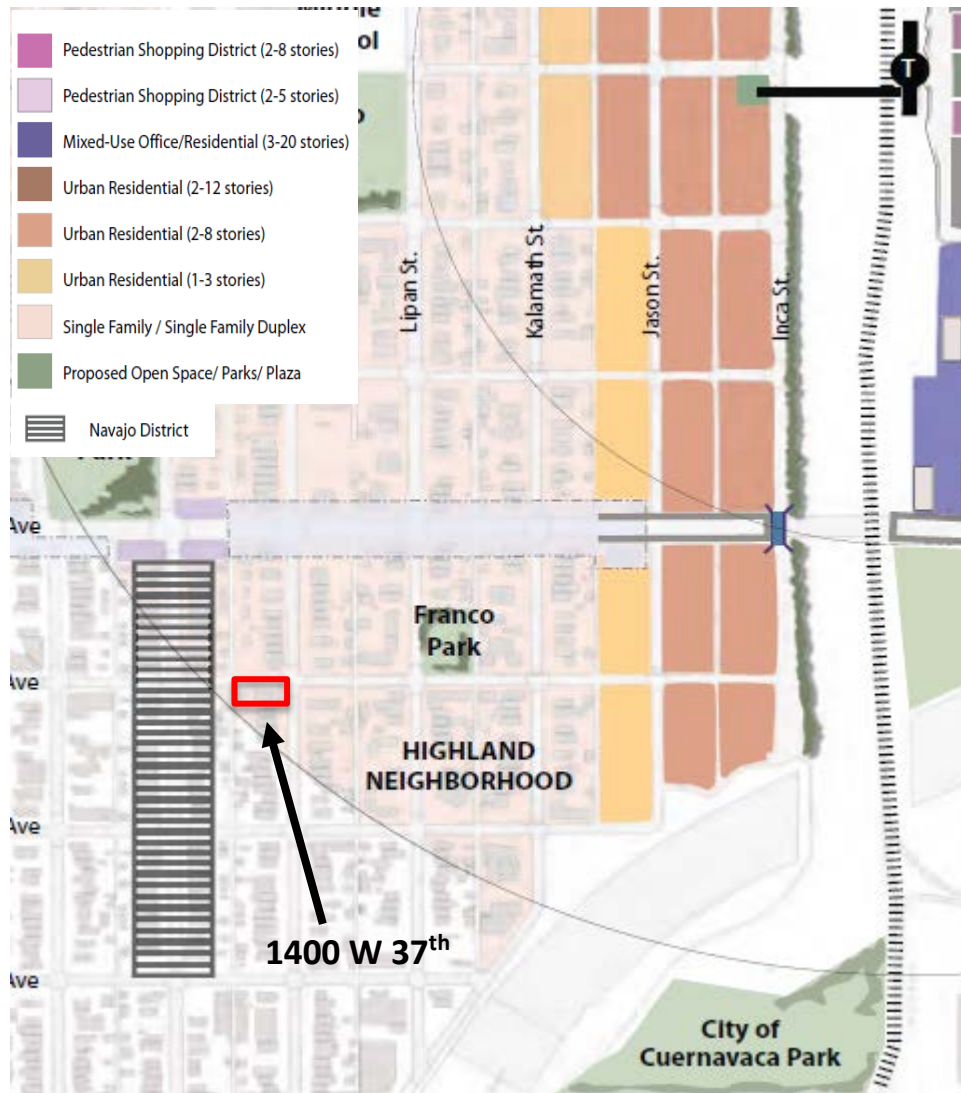 Pedestrian Shopping District (2-8 stories)
Pedestrian Shopping District (2-5 stories)
Mixed-Use Office/Residential (3-20 stories)
Urban Residential (2-12 stories)
Urban Residential (2-8 stories)
Urban Residential (1-3 stories)
Single Family / Single Family Duplex
Proposed Open Space/ Parks/ Plaza
Navajo District
ol
T
Lipan St.
Kalamath St.
Jason St.
Inca St.
Park
Ave
Franco
Park
Ave
HIGHLAND
NEIGHBORHOOD
Ave
1400 W 37th
Ave
City of
Cuernavaca Park